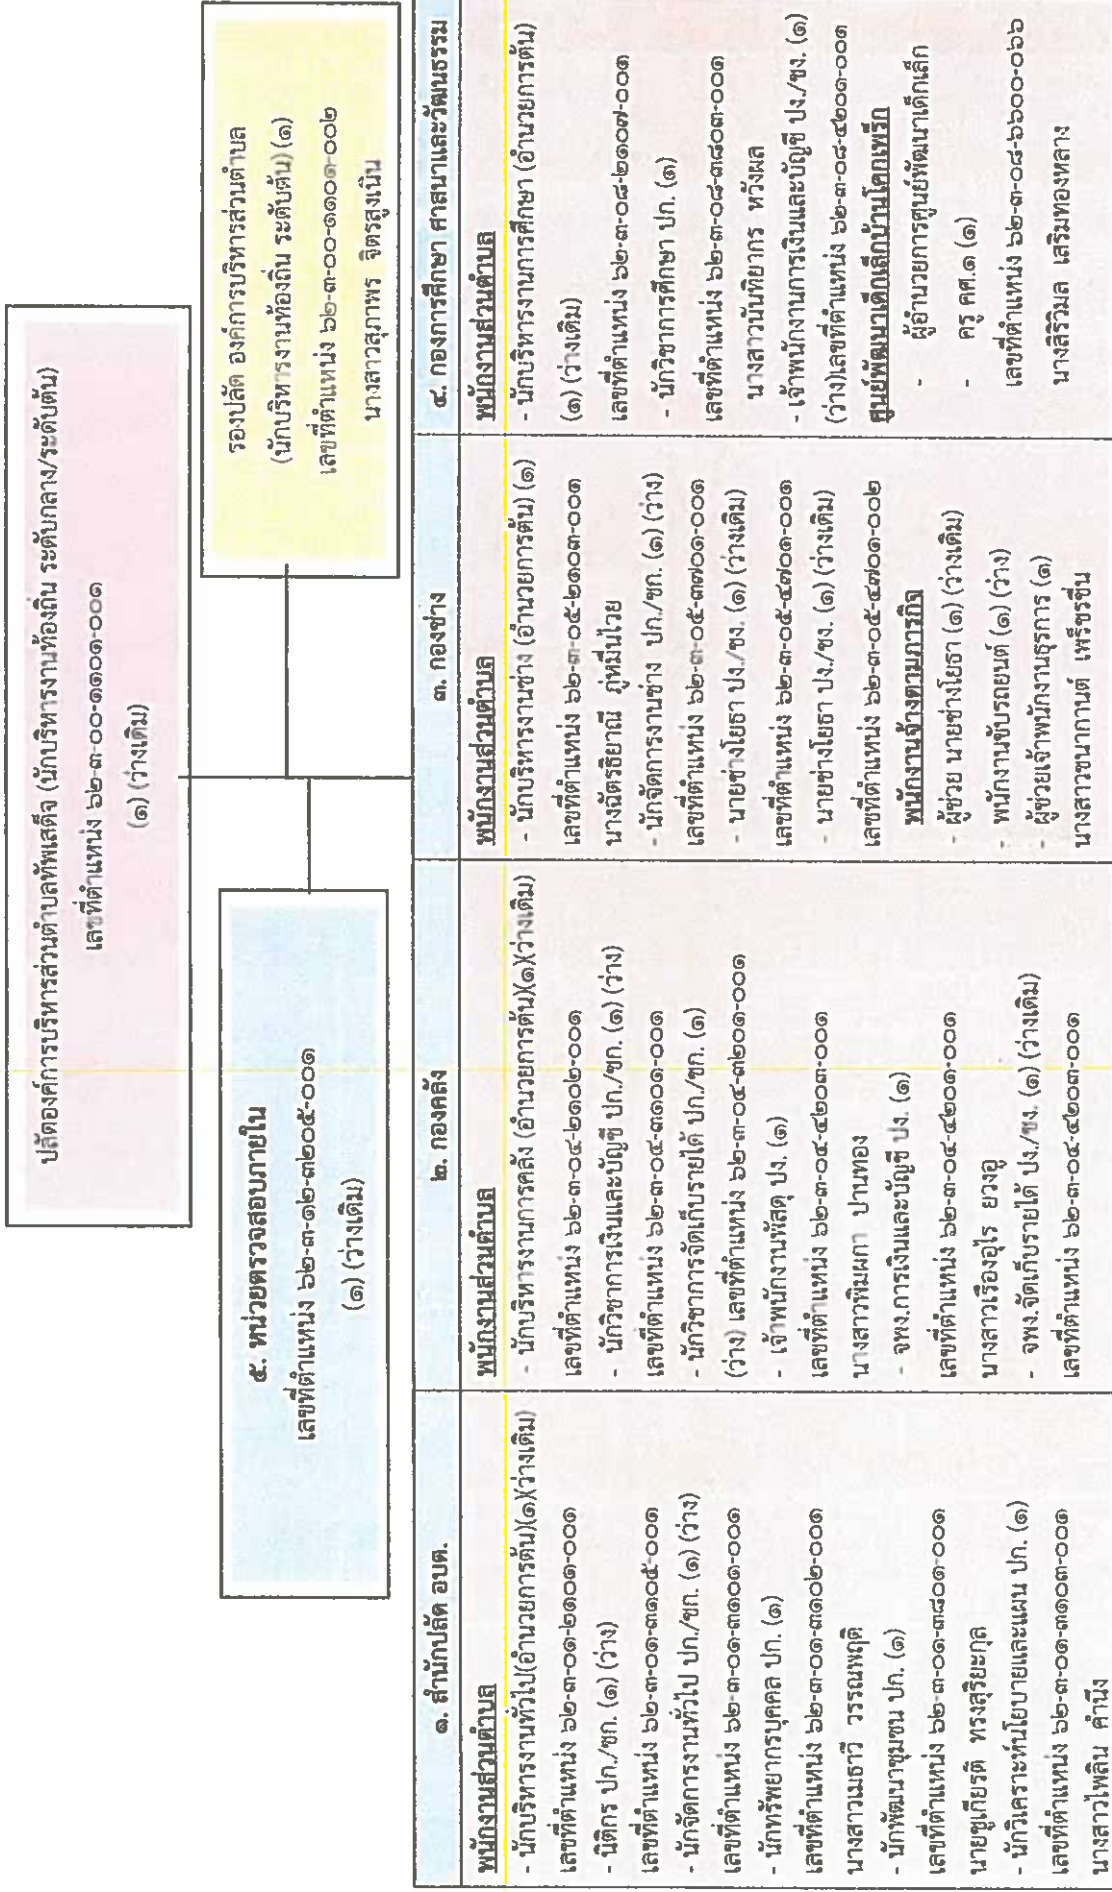 ปลัดองค์การบริหารส่วนตำบลทัพเสด็จ (นักบริหารงานท้องถิ่น ระดับกลาง/ระดับต้น)
เลขที่ตำแหน่ง ๖๒-๓-๐๐-๑๑๐๑-๐๐๑
(๑) (ว่างเดิม)
รองปลัด องค์การบริหารส่วนตำบล
(นักบริหารงานท้องถิ่น ระดับต้น) (๑)
เลขที่ตำแหน่ง ๖๒-๓-๐๐-๑๑๐๑-๐๐๒
นางสาวสุภาพร จิตรสูงเนิน
๕. หน่วยตรวจสอบภายใน
เลขที่ตำแหน่ง ๖๒-๓-๑๒-๓๒๐๕-๐๐๑
(๑) (ว่างเดิม)
๑. สำนักปลัด อบต.
พนักงานส่วนตำบล
- นักบริหารงานทั่วไป(อำนวยการต้น)(๑)(ว่างเดิม)
เลขที่ตำแหน่ง ๖๒-๓-๐๑-๒๑๐๑-๐๐๑
- นิติกร ปก./ชก. (๑) (ว่าง)
เลขที่ตำแหน่ง ๖๒-๓-๐๑-๓๑๐๕-๐๐๑
- นักจัดการงานทั่วไป ปก./ชก. (๑) (ว่าง)
เลขที่ตำแหน่ง ๖๒-๓-๐๑-๓๑๐๑-๐๐๑
- นักทรัพยากรบุคคล ปก. (๑)
เลขที่ตำแหน่ง ๖๒-๓-๐๑-๓๑๐๒-๐๐๑
นางสาวเมธาวี วรรณพฤติ
- นักพัฒนาชุมชน ปก. (๑)
เลขที่ตำแหน่ง ๖๒-๓-๐๑-๓๘๐๑-๐๐๑
นายชูเกียรติ ทรงสุริยะกุล
- นักวิเคราะห์นโยบายและแผน ปก. (๑)
เลขที่ตำแหน่ง ๖๒-๓-๐๑-๓๑๐๓-๐๐๑
นางสาวไพลิน คำนึง
๒. กองคลัง
พนักงานส่วนตำบล
- นักบริหารงานการคลัง (อำนวยการต้น)(๑)(ว่างเดิม)
เลขที่ตำแหน่ง ๖๒-๓-๐๔-๒๑๐๒-๐๐๑
- นักวิชาการเงินและบัญชี ปก./ชก. (๑) (ว่าง)
เลขที่ตำแหน่ง ๖๒-๓-๐๔-๓๑๐๑-๐๐๑
- นักวิชาการจัดเก็บรายได้ ปก./ชก. (๑)
(ว่าง) เลขที่ตำแหน่ง ๖๒-๓-๐๔-๓๒๐๑-๐๐๑
- เจ้าพนักงานพัสดุ ปง. (๑)
เลขที่ตำแหน่ง ๖๒-๓-๐๔-๔๒๐๓-๐๐๑
นางสาวพิมผกา ปานทอง
- จพง.การเงินและบัญชี ปง. (๑)
เลขที่ตำแหน่ง ๖๒-๓-๐๔-๔๒๐๑-๐๐๑
นางสาวเรืองอุไร ยวงอู
- จพง.จัดเก็บรายได้ ปง./ชง. (๑) (ว่างเดิม)
เลขที่ตำแหน่ง ๖๒-๓-๐๔-๔๒๐๓-๐๐๑
๓. กองช่าง
พนักงานส่วนตำบล
- นักบริหารงานช่าง (อำนวยการต้น) (๑)
เลขที่ตำแหน่ง ๖๒-๓-๐๕-๒๑๐๓-๐๐๑
นางฉัตรธิยาณี ภู่หมื่นไวย
- นักจัดการงานช่าง ปก./ชก. (๑) (ว่าง)
เลขที่ตำแหน่ง ๖๒-๓-๐๕-๓๗๐๑-๐๐๑
- นายช่างโยธา ปง./ชง. (๑) (ว่างเดิม)
เลขที่ตำแหน่ง ๖๒-๓-๐๕-๔๗๐๑-๐๐๑
- นายช่างโยธา ปง./ชง. (๑) (ว่างเดิม)
เลขที่ตำแหน่ง ๖๒-๓-๐๕-๔๗๐๑-๐๐๒
พนักงานจ้างตามภารกิจ
- ผู้ช่วย นายช่างโยธา (๑) (ว่างเดิม)
- พนักงานขับรถยนต์ (๑) (ว่าง)
- ผู้ช่วยเจ้าพนักงานธุรการ (๑)
นางสาวชนากานต์ เพ็ชรชื่น
๔. กองการศึกษา ศาสนาและวัฒนธรรม
พนักงานส่วนตำบล
- นักบริหารงานการศึกษา (อำนวยการต้น)
(๑) (ว่างเดิม)
เลขที่ตำแหน่ง ๖๒-๓-๐๘-๒๑๐๗-๐๐๑
- นักวิชาการศึกษา ปก. (๑)
เลขที่ตำแหน่ง ๖๒-๓-๐๘-๓๘๐๓-๐๐๑
นางสาวนันทิยากร หวังผล
- เจ้าพนักงานการเงินและบัญชี ปง./ชง. (๑)
(ว่าง)เลขที่ตำแหน่ง ๖๒-๓-๐๘-๔๒๐๑-๐๐๑
ศูนย์พัฒนาเด็กเล็กบ้านโคกเพร็ก
- ผู้อำนวยการศูนย์พัฒนาเด็กเล็ก
- ครู คศ.๑ (๑)
เลขที่ตำแหน่ง ๖๒-๓-๐๘-๖๖๐๐-๐๖๖
นางสิริวิมล เสริมทองหลาง